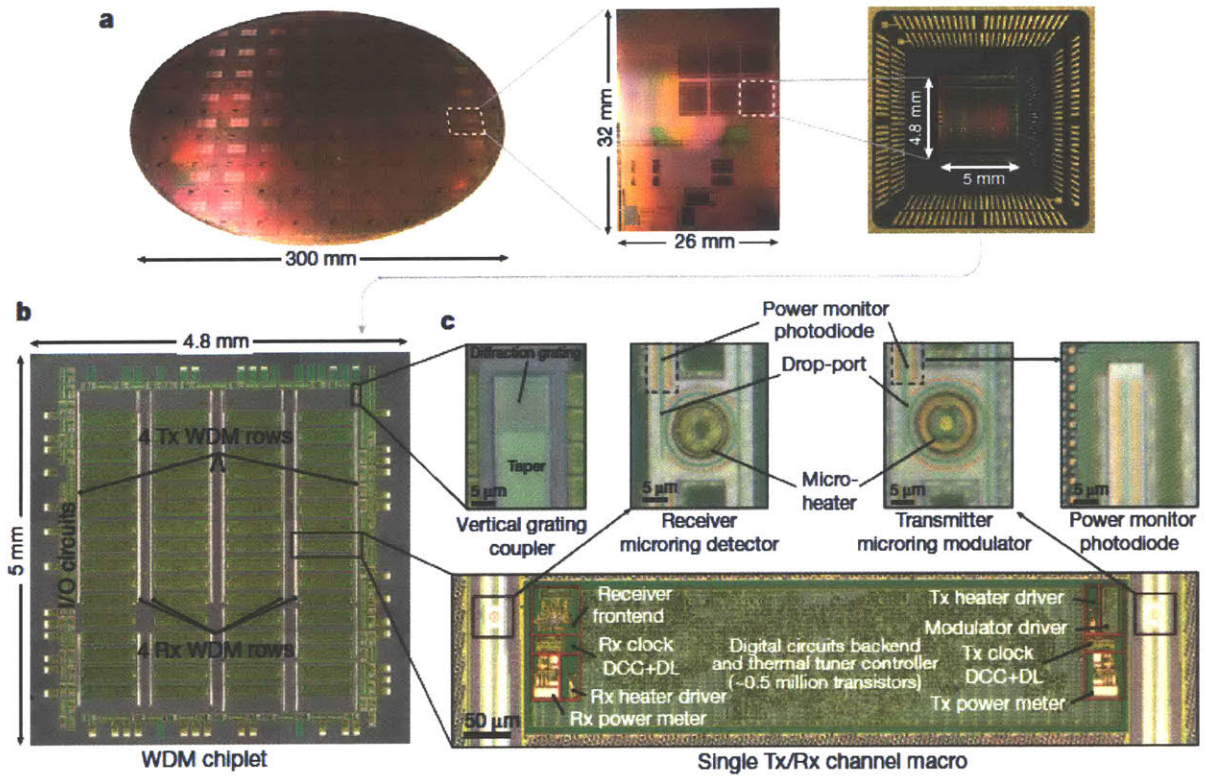 a
32 mm
4.8 mm
5 mm
300 mm
26 mm
b
4.8 mm
5 mm
4 Tx WDM rows
I/O circuits
4 Rx WDM rows
WDM chiplet
c
Power monitor
photodiode
Drop-port
Micro-
heater
Diffraction grating
Taper
5 μm
Vertical grating
coupler
5 μm
Receiver
microring detector
5 μm
Transmitter
microring modulator
5 μm
Power monitor
photodiode
Receiver
frontend
Rx clock
DCC+DL
Rx heater driver
Rx power meter
Digital circuits backend
and thermal tuner controller
(~0.5 million transistors)
Tx heater driver
Modulator driver
Tx clock
DCC+DL
Tx power meter
50 μm
Single Tx/Rx channel macro